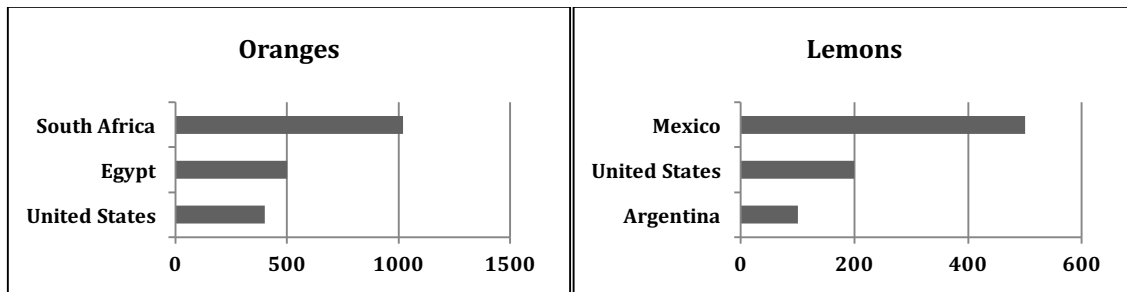 Oranges
South Africa
Egypt
United States
0 500 1000 1500
Lemons
Mexico
United States
Argentina
0 200 400 600